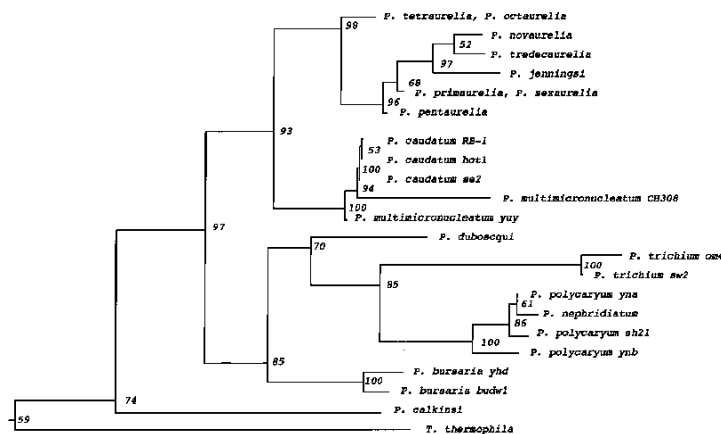 98
P. tetraurelia, P. octaurelia
P. novaurelia
52
P. tredecaurelia
97
P. jenningsi
68
P. primaurelia, P. sexaurelia
96
P. pentaurelia
93
P. caudatum RB-1
53
P. caudatum hot1
100
P. caudatum se2
94
P. multimicronucleatum CH308
100
P. multimicronucleatum yuy
97
P. duboscqui
70
P. trichium osm
100
P. trichium sw2
85
P. polycaryum yna
61
P. nephridiatum
86
P. polycaryum sh21
100
P. polycaryum ynb
85
P. bursaria yhd
100
P. bursaria budw1
74
P. calkinsi
59
T. thermophila